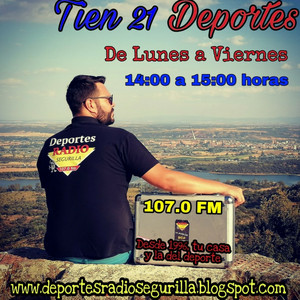 Tien 21 Deportes
De Lunes a Viernes
14:00 a 15:00 horas
Deportes
RADIO
SEGURILLA
107.0 FM
Desde 1996, tu casa
y la del deporte
www.deportesradiosegurilla.blogspot.com